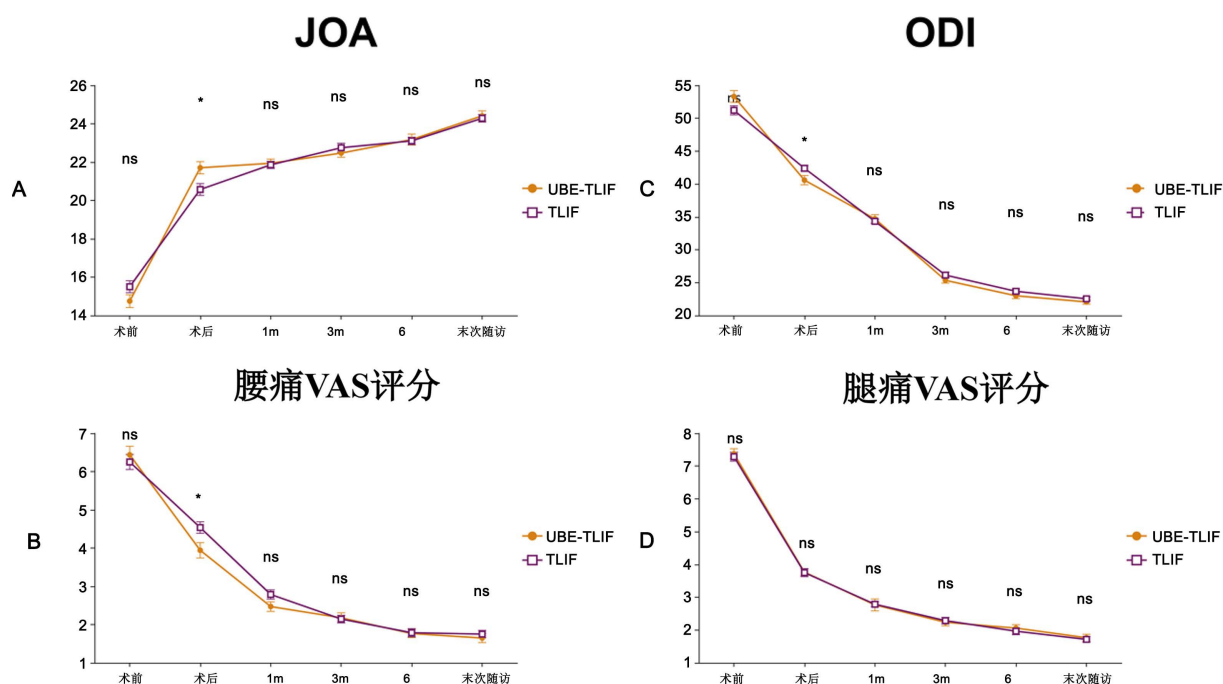 JOA
26
24
22
20
18
16
14
ns
*
ns
ns
ns
ns
A
UBE-TLIF
TLIF
术前
术后
1m
3m
6
末次随访
ODI
55
50
45
40
35
30
25
20
ns
*
ns
ns
ns
ns
C
UBE-TLIF
TLIF
术前
术后
1m
3m
6
末次随访
腰痛VAS评分
7
6
5
4
3
2
1
ns
*
ns
ns
ns
ns
B
UBE-TLIF
TLIF
术前
术后
1m
3m
6
末次随访
腿痛VAS评分
8
7
6
5
4
3
2
1
ns
ns
ns
ns
ns
ns
D
UBE-TLIF
TLIF
术前
术后
1m
3m
6
末次随访